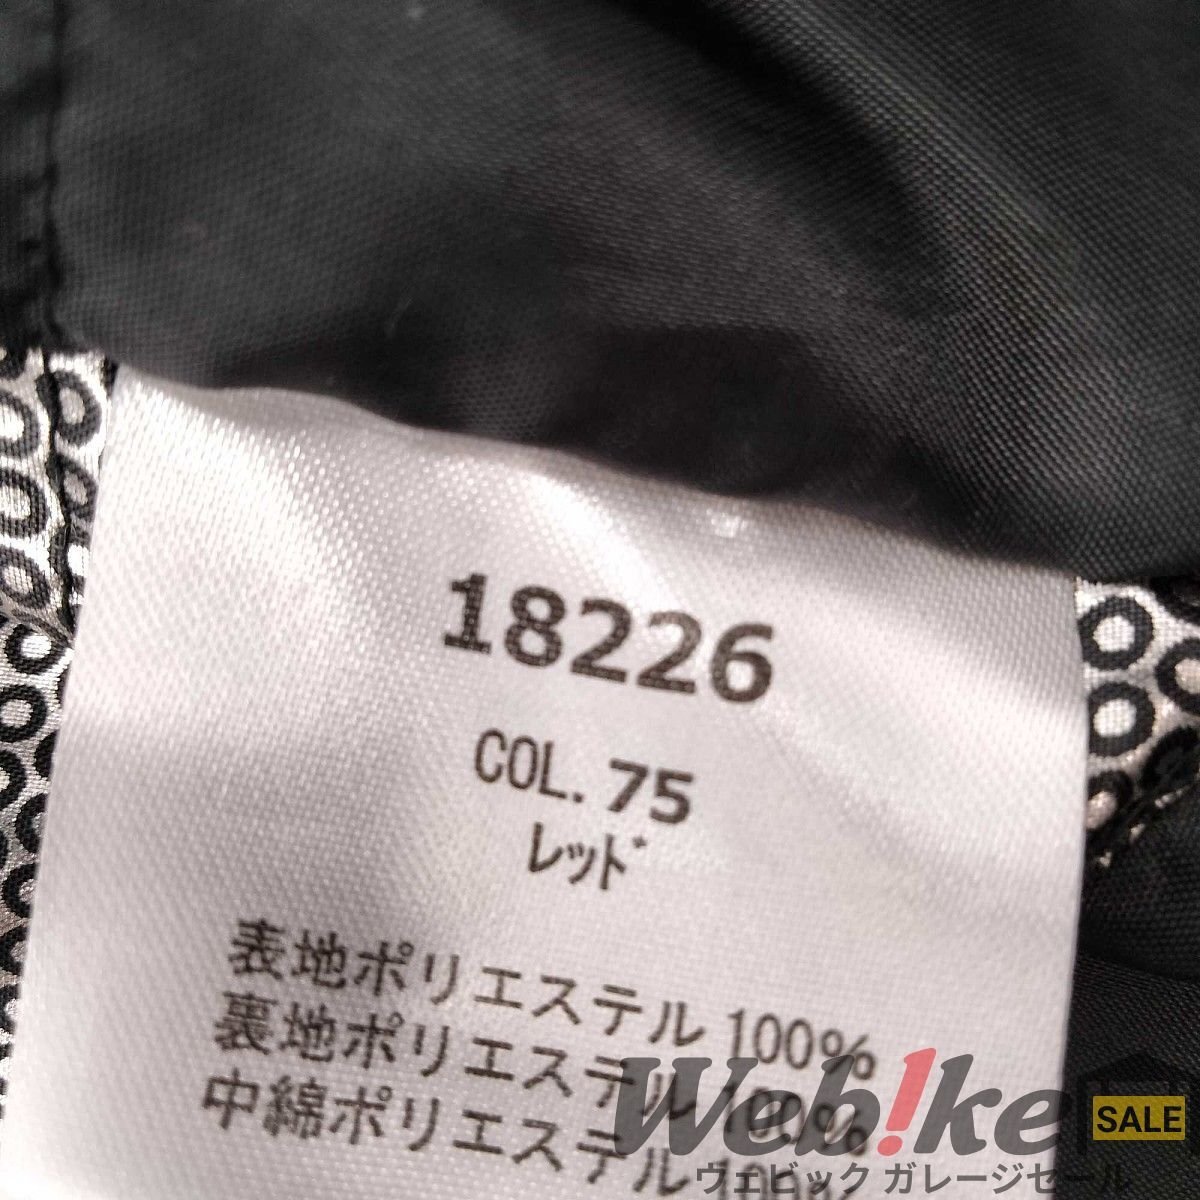 18226
COL. 75
レッド
表地ポリエステル 100%
裏地ポリエステル 100%
中綿ポリエステル 100%
Web!ke
ウェビック ガレージセール
SALE